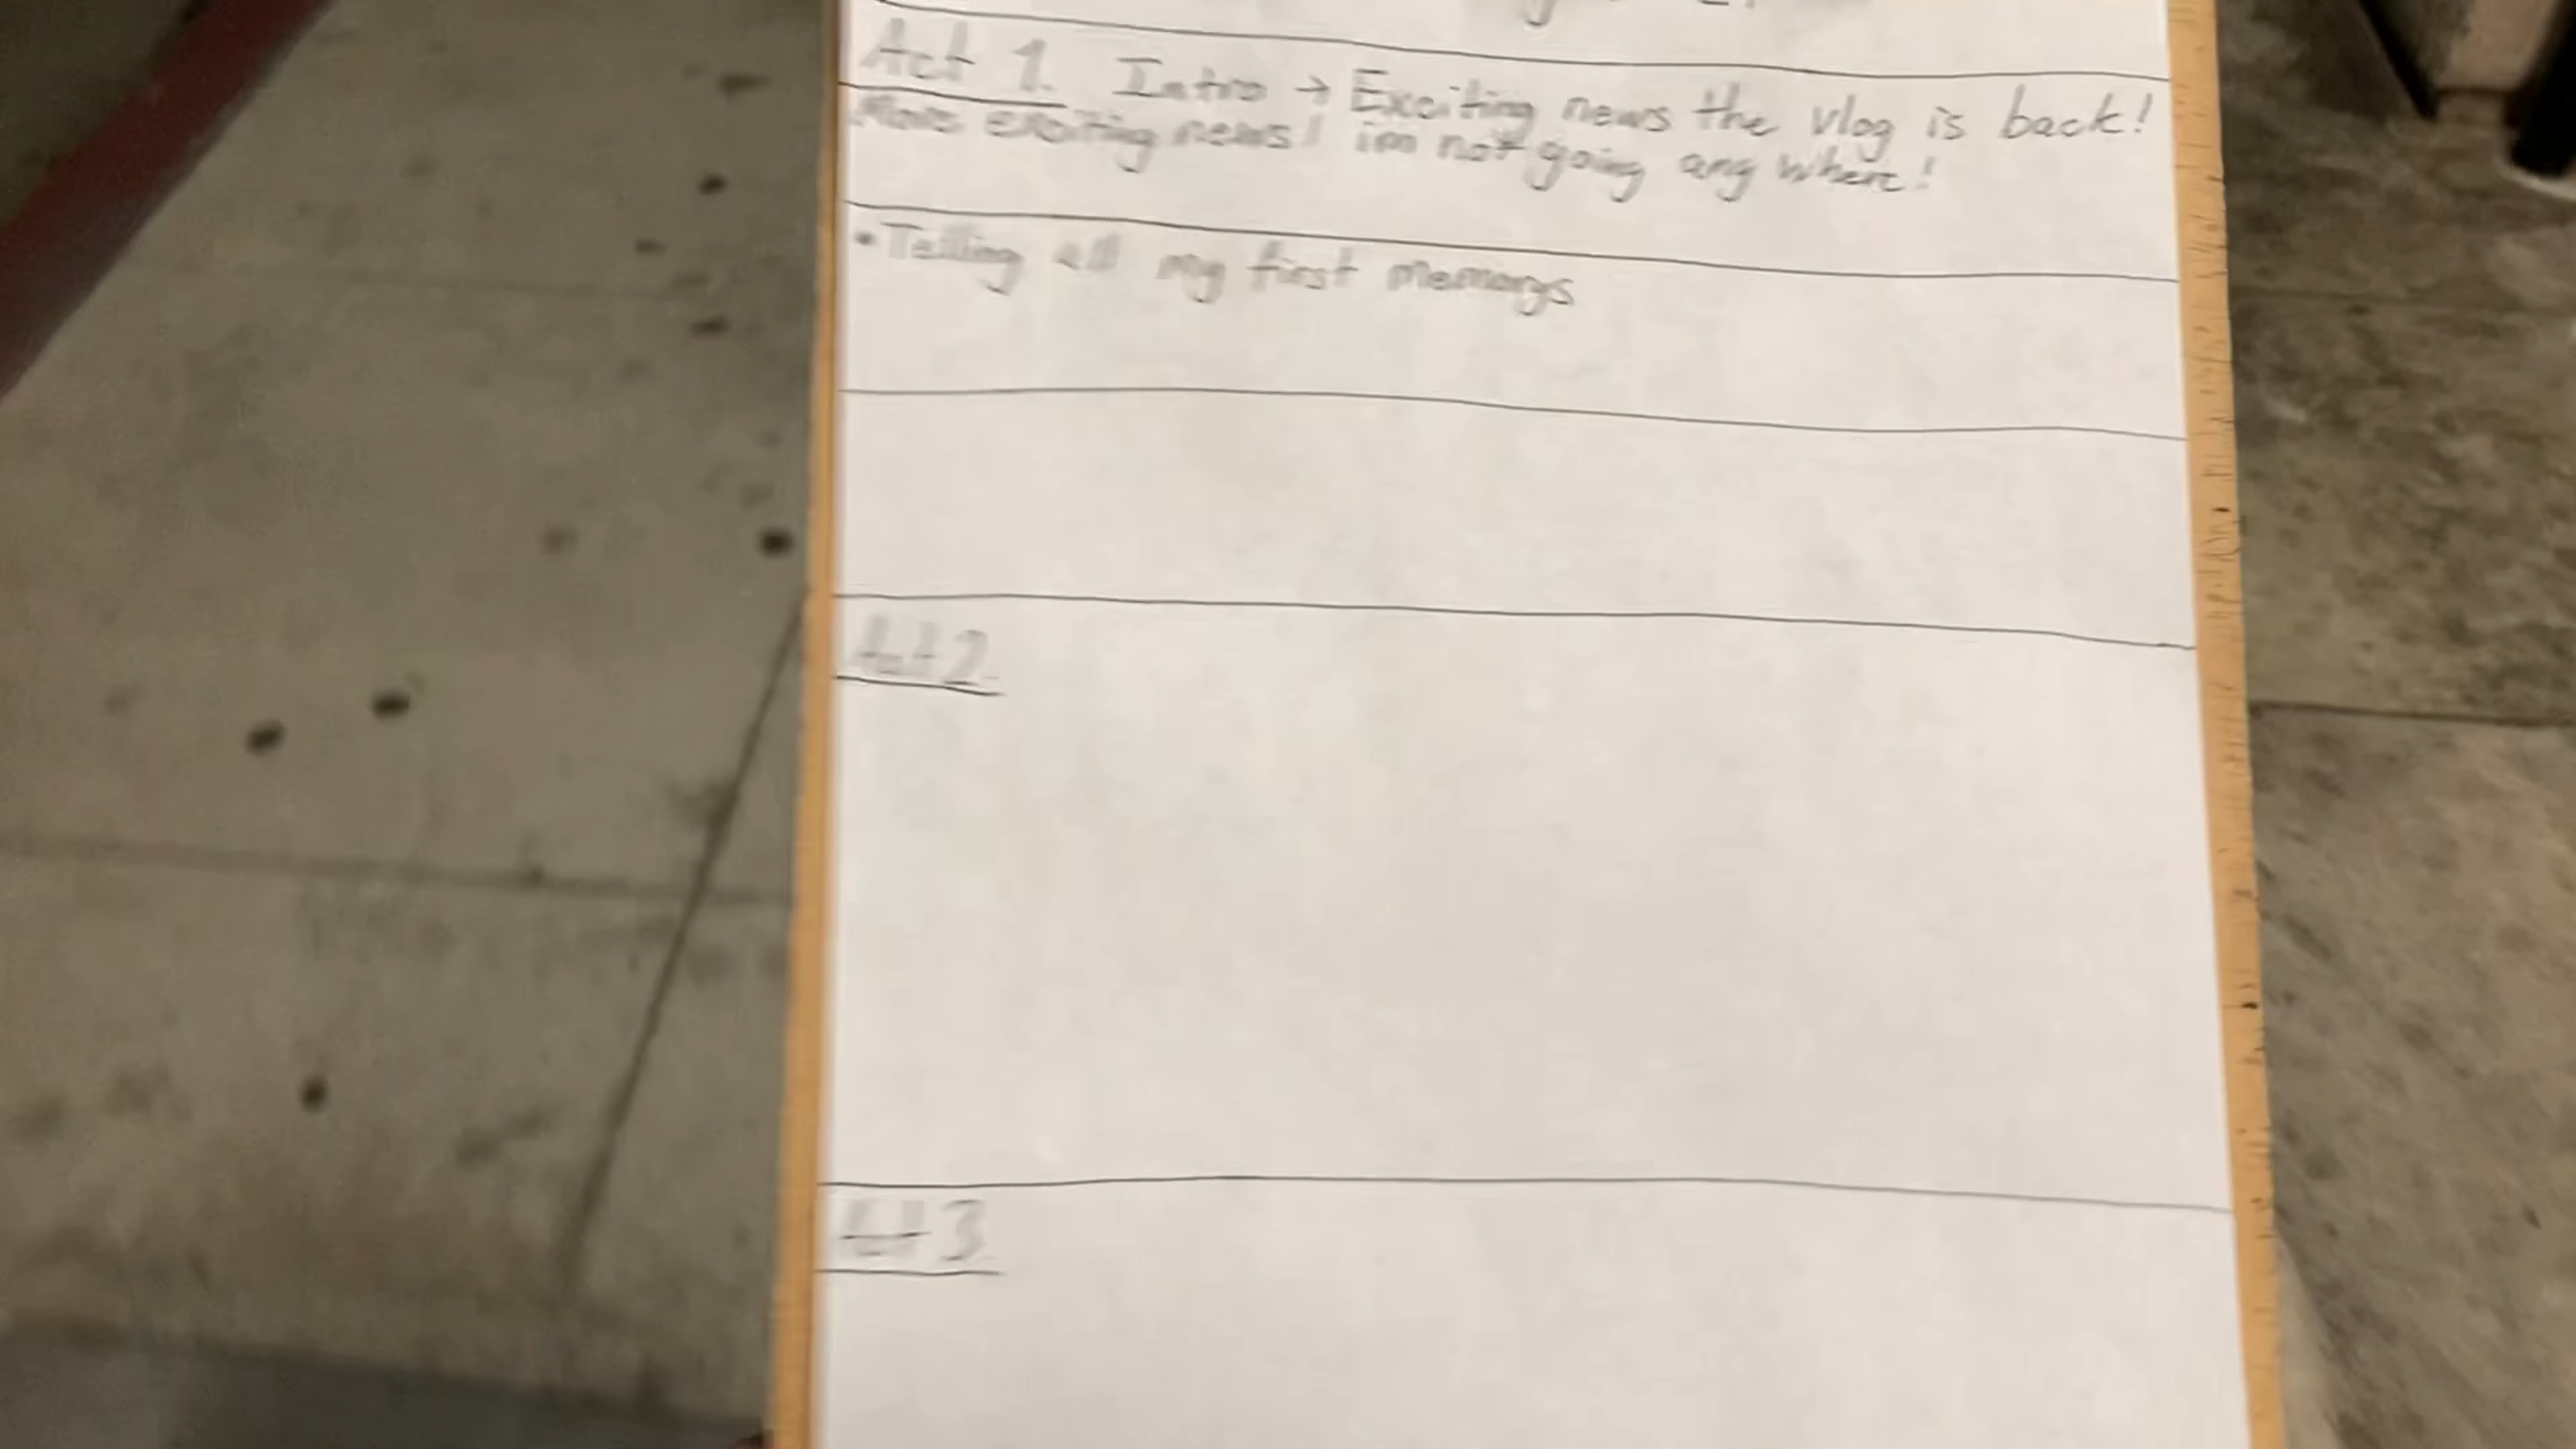 Act 1. Intro → Exciting news the vlog is back!
More exciting news! im not going any where!
• Telling all my first memorys
Act 2
Act 3